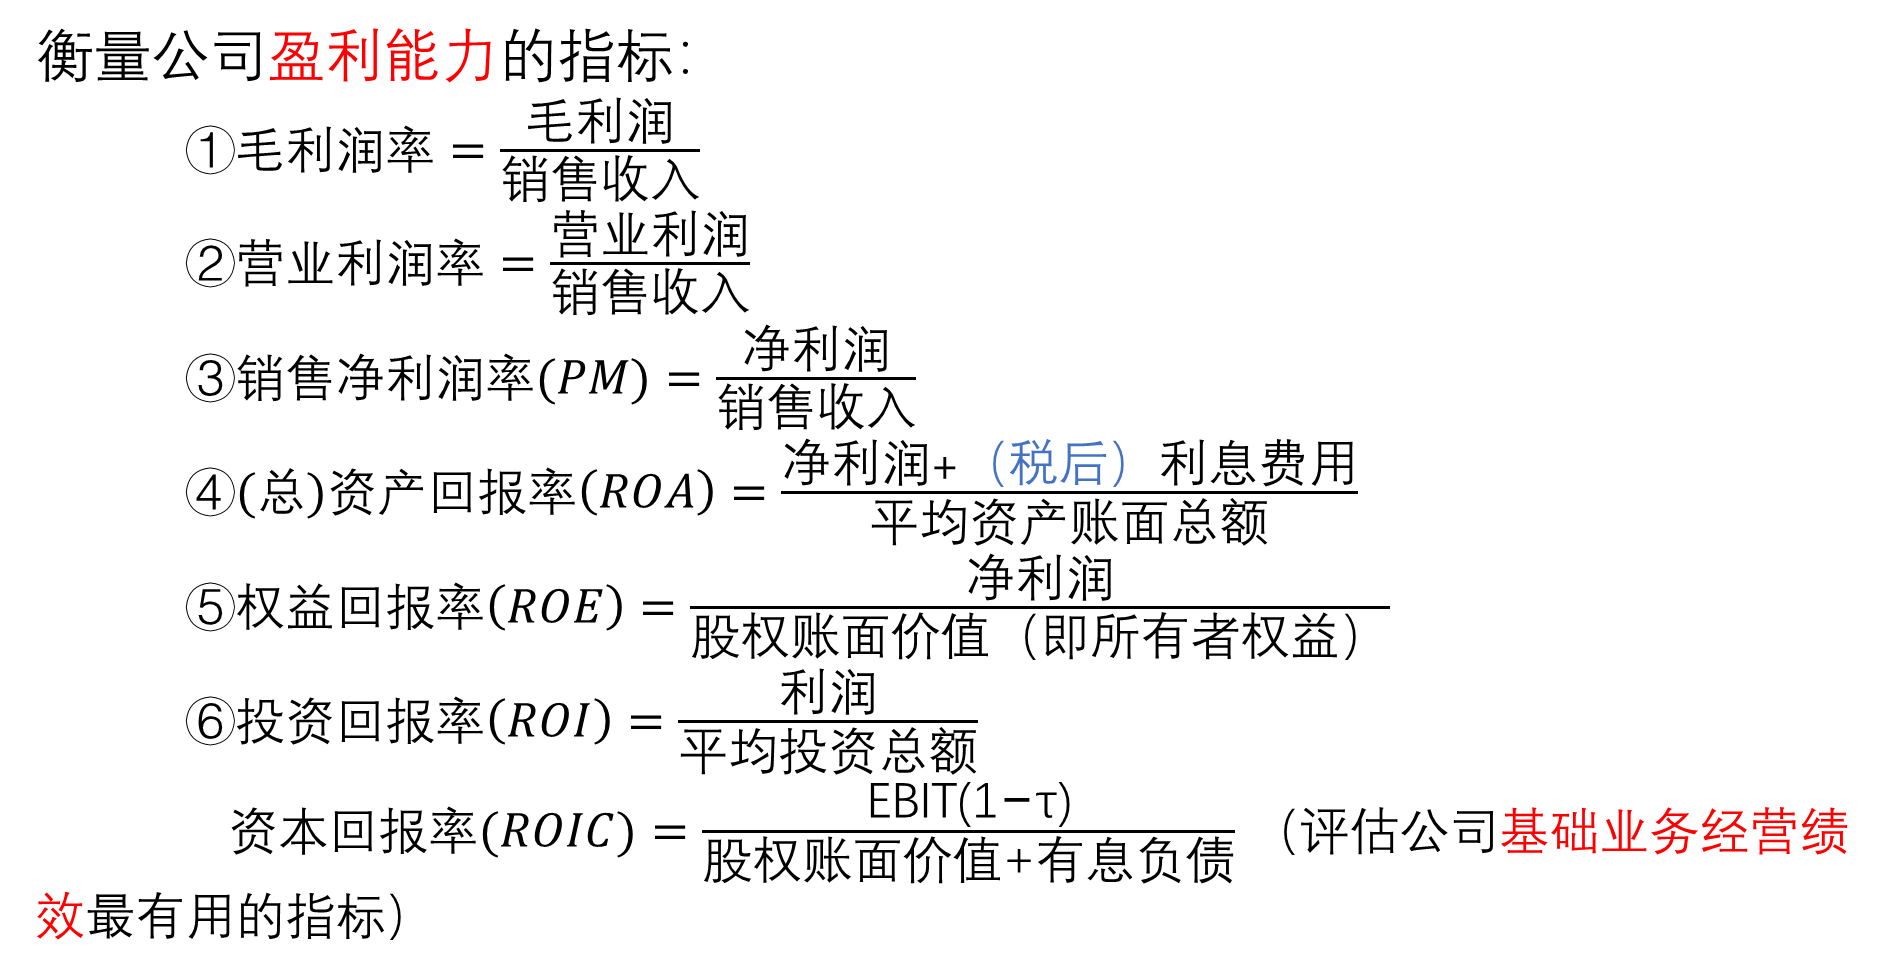 衡量公司盈利能力的指标：
①毛利润率 = 毛利润/销售收入
②营业利润率 = 营业利润/销售收入
③销售净利润率(PM) = 净利润/销售收入
④(总)资产回报率(ROA) = 净利润+（税后）利息费用/平均资产账面总额
⑤权益回报率(ROE) = 净利润/股权账面价值（即所有者权益）
⑥投资回报率(ROI) = 利润/平均投资总额
资本回报率(ROIC) = EBIT(1−τ)/股权账面价值+有息负债 （评估公司基础业务经营绩
效最有用的指标）